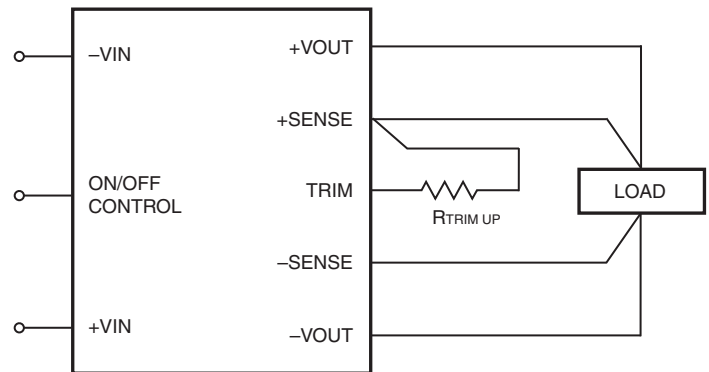 –VIN
+VOUT
+SENSE
ON/OFF
CONTROL
TRIM
RTRIM UP
LOAD
–SENSE
+VIN
–VOUT